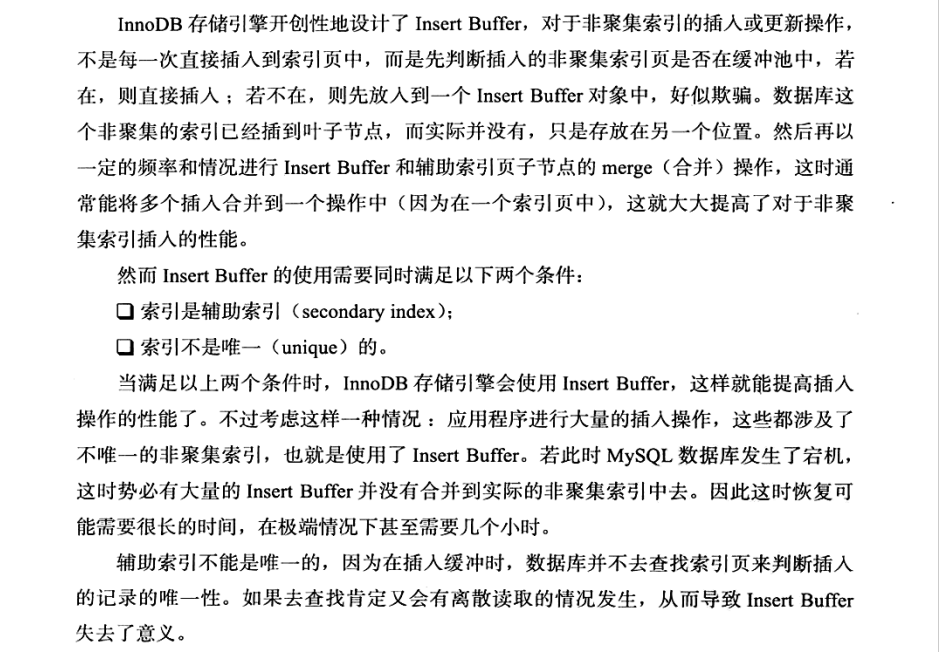 InnoDB 存储引擎开创性地设计了 Insert Buffer，对于非聚集索引的插入或更新操作，
不是每一次直接插入到索引页中，而是先判断插入的非聚集索引页是否在缓冲池中，若
在，则直接插入；若不在，则先放入到一个 Insert Buffer 对象中，好似欺骗。数据库这
个非聚集的索引已经插到叶子节点，而实际并没有，只是存放在另一个位置。然后再以
一定的频率和情况进行 Insert Buffer 和辅助索引页子节点的 merge（合并）操作，这时通
常能将多个插入合并到一个操作中（因为在一个索引页中），这就大大提高了对于非聚
集索引插入的性能。
然而 Insert Buffer 的使用需要同时满足以下两个条件：
❑ 索引是辅助索引（secondary index）；
❑ 索引不是唯一（unique）的。
当满足以上两个条件时，InnoDB 存储引擎会使用 Insert Buffer，这样就能提高插入
操作的性能了。不过考虑这样一种情况：应用程序进行大量的插入操作，这些都涉及了
不唯一的非聚集索引，也就是使用了 Insert Buffer。若此时 MySQL 数据库发生了宕机，
这时势必有大量的 Insert Buffer 并没有合并到实际的非聚集索引中去。因此这时恢复可
能需要很长的时间，在极端情况下甚至需要几个小时。
辅助索引不能是唯一的，因为在插入缓冲时，数据库并不去查找索引页来判断插入
的记录的唯一性。如果去查找肯定又会有离散读取的情况发生，从而导致 Insert Buffer
失去了意义。